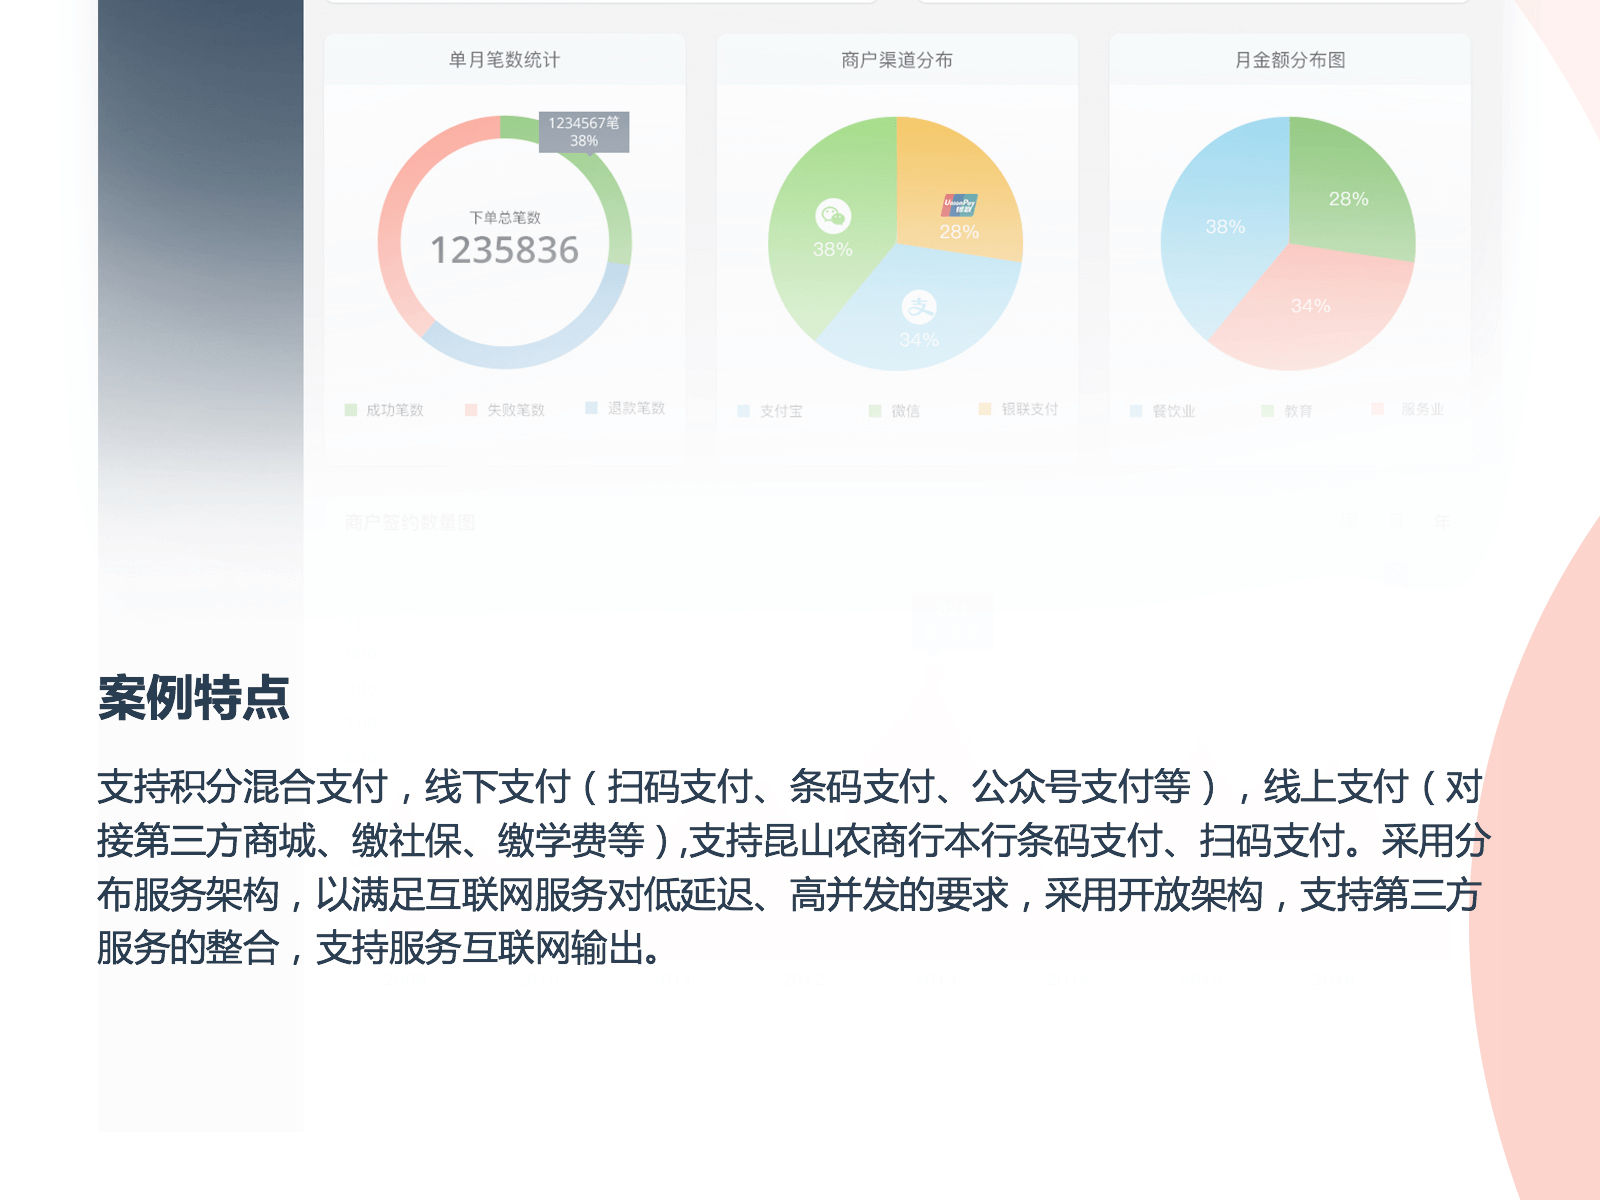 单月笔数统计
商户渠道分布
月金额分布图
1234567笔
38%
下单总笔数
1235836
38%
UnionPay
银联
28%
支
34%
38%
28%
34%
成功笔数
失败笔数
退款笔数
支付宝
微信
银联支付
餐饮业
教育
服务业
商户签约数量图
年
案例特点
支持积分混合支付，线下支付（扫码支付、条码支付、公众号支付等），线上支付（对
接第三方商城、缴社保、缴学费等）,支持昆山农商行本行条码支付、扫码支付。采用分
布服务架构，以满足互联网服务对低延迟、高并发的要求，采用开放架构，支持第三方
服务的整合，支持服务互联网输出。